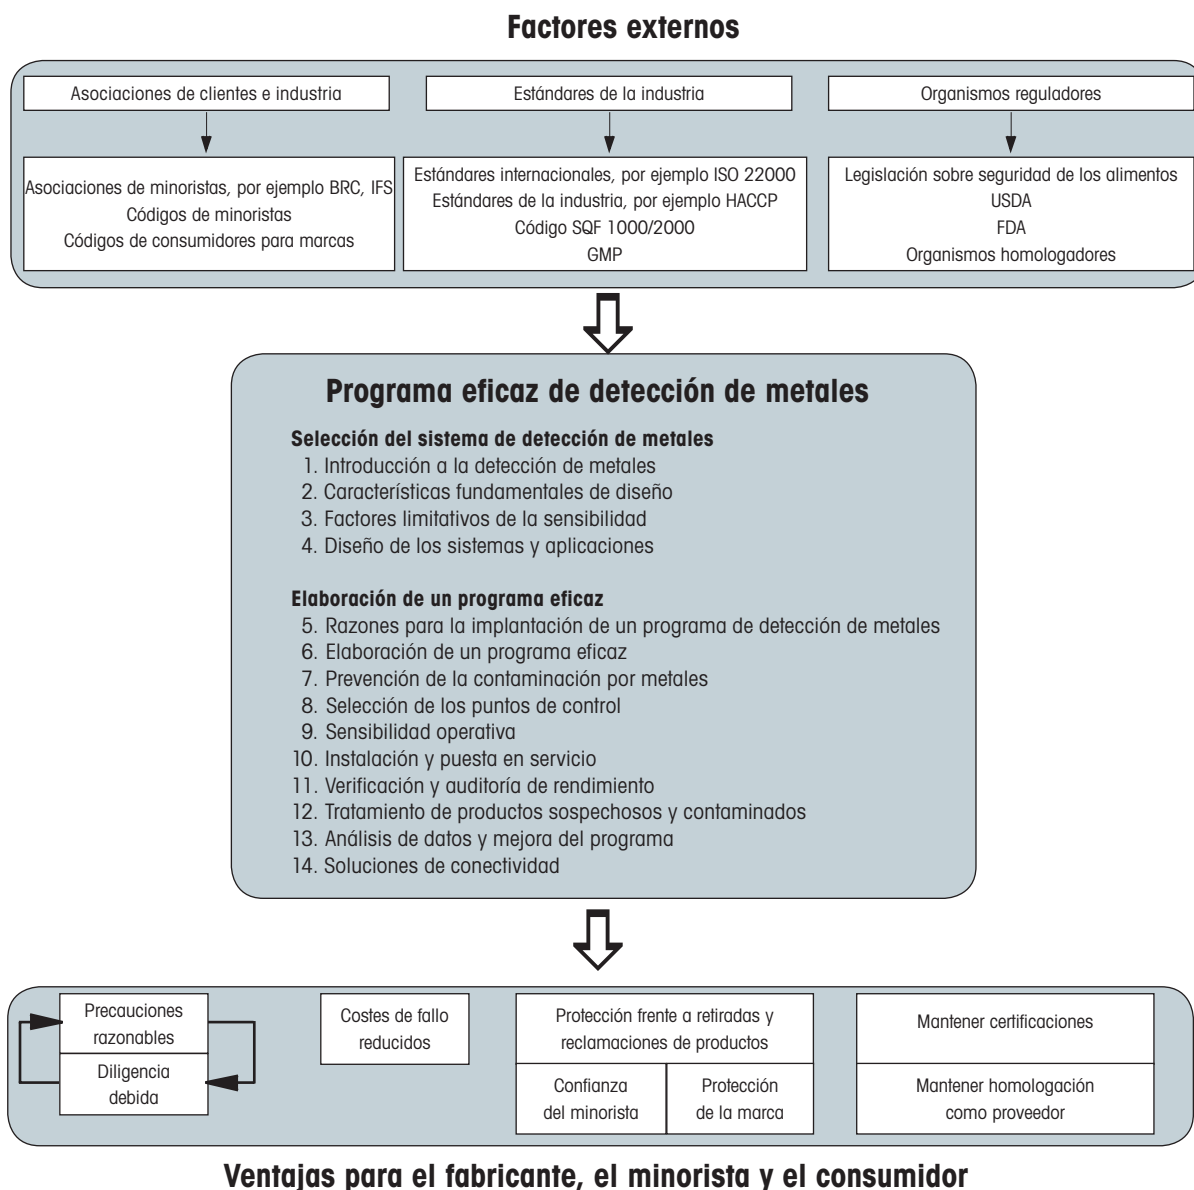 Factores externos
Asociaciones de clientes e industria
Estándares de la industria
Organismos reguladores
Asociaciones de minoristas, por ejemplo BRC, IFS
Códigos de minoristas
Códigos de consumidores para marcas
Estándares internacionales, por ejemplo ISO 22000
Estándares de la industria, por ejemplo HACCP
Código SQF 1000/2000
GMP
Legislación sobre seguridad de los alimentos
USDA
FDA
Organismos homologadores
Programa eficaz de detección de metales
Selección del sistema de detección de metales
1. Introducción a la detección de metales
2. Características fundamentales de diseño
3. Factores limitativos de la sensibilidad
4. Diseño de los sistemas y aplicaciones
Elaboración de un programa eficaz
5. Razones para la implantación de un programa de detección de metales
6. Elaboración de un programa eficaz
7. Prevención de la contaminación por metales
8. Selección de los puntos de control
9. Sensibilidad operativa
10. Instalación y puesta en servicio
11. Verificación y auditoría de rendimiento
12. Tratamiento de productos sospechosos y contaminados
13. Análisis de datos y mejora del programa
14. Soluciones de conectividad
Precauciones
razonables
Diligencia
debida
Costes de fallo
reducidos
Protección frente a retiradas y
reclamaciones de productos
Confianza
del minorista
Protección
de la marca
Mantener certificaciones
Mantener homologación
como proveedor
Ventajas para el fabricante, el minorista y el consumidor